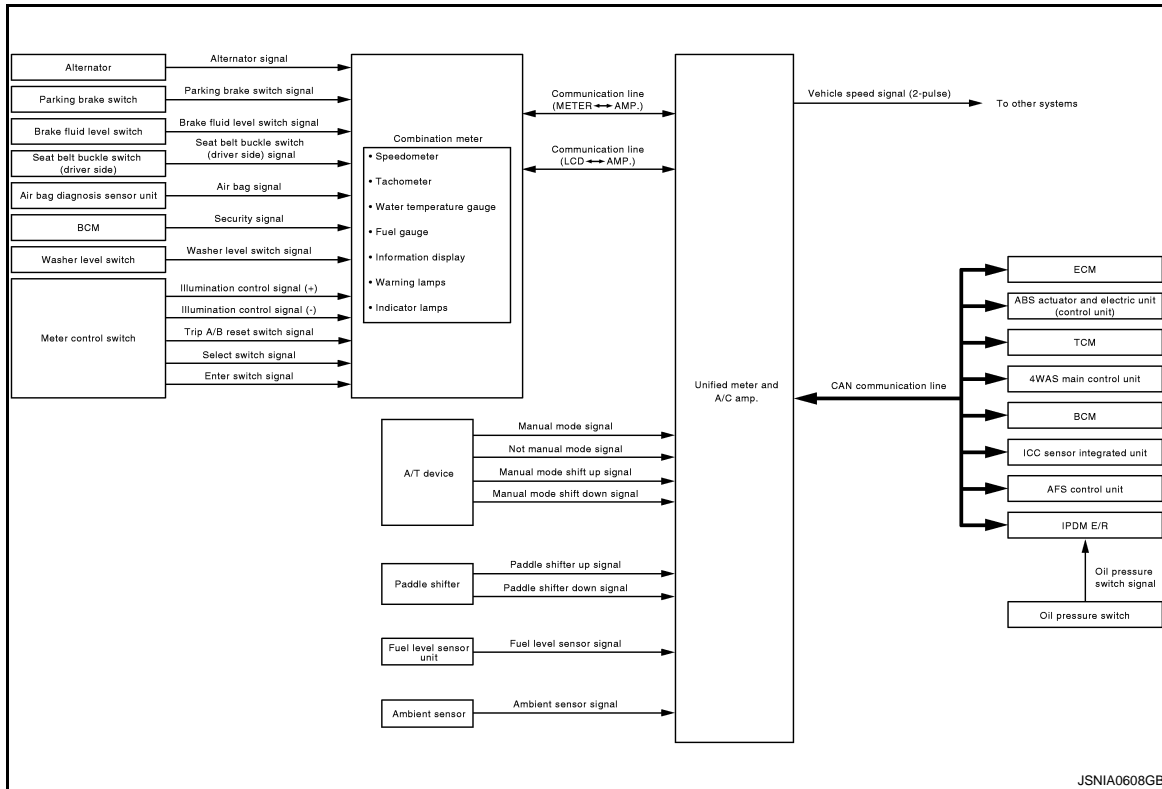 Alternator
Alternator signal
Parking brake switch
Parking brake switch signal
Brake fluid level switch
Brake fluid level switch signal
Seat belt buckle switch
(driver side)
Seat belt buckle switch
(driver side) signal
Air bag diagnosis sensor unit
Air bag signal
BCM
Security signal
Washer level switch
Washer level switch signal
Meter control switch
Illumination control signal (+)
Illumination control signal (-)
Trip A/B reset switch signal
Select switch signal
Enter switch signal
Combination meter
• Speedometer
• Tachometer
• Water temperature gauge
• Fuel gauge
• Information display
• Warning lamps
• Indicator lamps
Communication line
(METER ↔ AMP.)
Communication line
(LCD ↔ AMP.)
A/T device
Manual mode signal
Not manual mode signal
Manual mode shift up signal
Manual mode shift down signal
Paddle shifter
Paddle shifter up signal
Paddle shifter down signal
Fuel level sensor
unit
Fuel level sensor signal
Ambient sensor
Ambient sensor signal
Unified meter and
A/C amp.
Vehicle speed signal (2-pulse)
To other systems
CAN communication line
ECM
ABS actuator and electric unit
(control unit)
TCM
4WAS main control unit
BCM
ICC sensor integrated unit
AFS control unit
IPDM E/R
Oil pressure
switch signal
Oil pressure switch
JSNIA0608GB